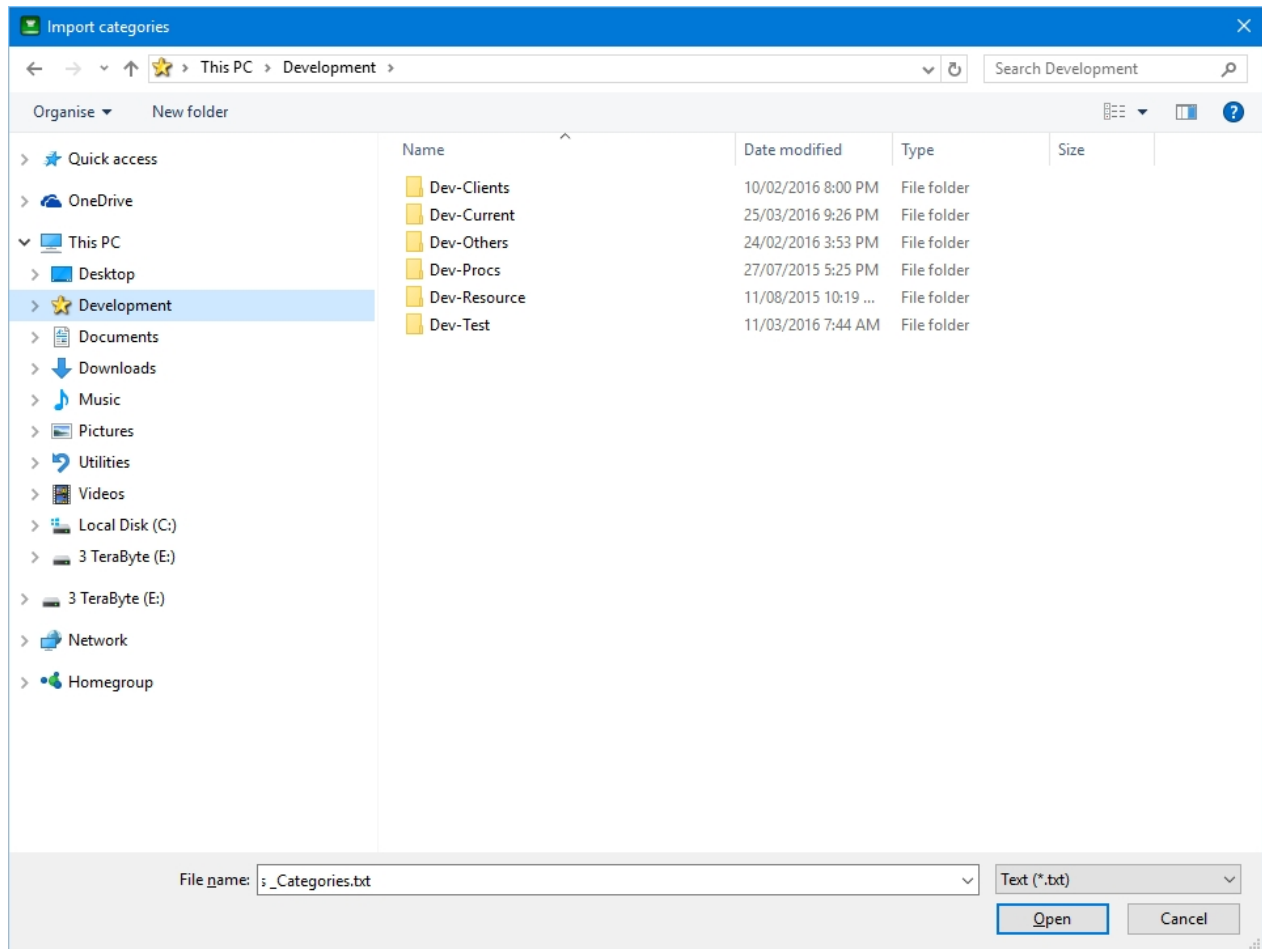 Import categories
This PC > Development >
Search Development
Organise
New folder
Name
Date modified
Type
Size
Quick access
OneDrive
This PC
Desktop
Development
Documents
Downloads
Music
Pictures
Utilities
Videos
Local Disk (C:)
3 TeraByte (E:)
3 TeraByte (E:)
Network
Homegroup
Dev-Clients 10/02/2016 8:00 PM File folder
Dev-Current 25/03/2016 9:26 PM File folder
Dev-Others 24/02/2016 3:53 PM File folder
Dev-Procs 27/07/2015 5:25 PM File folder
Dev-Resource 11/08/2015 10:19 ... File folder
Dev-Test 11/03/2016 7:44 AM File folder
File name: s _Categories.txt
Text (*.txt)
Open
Cancel